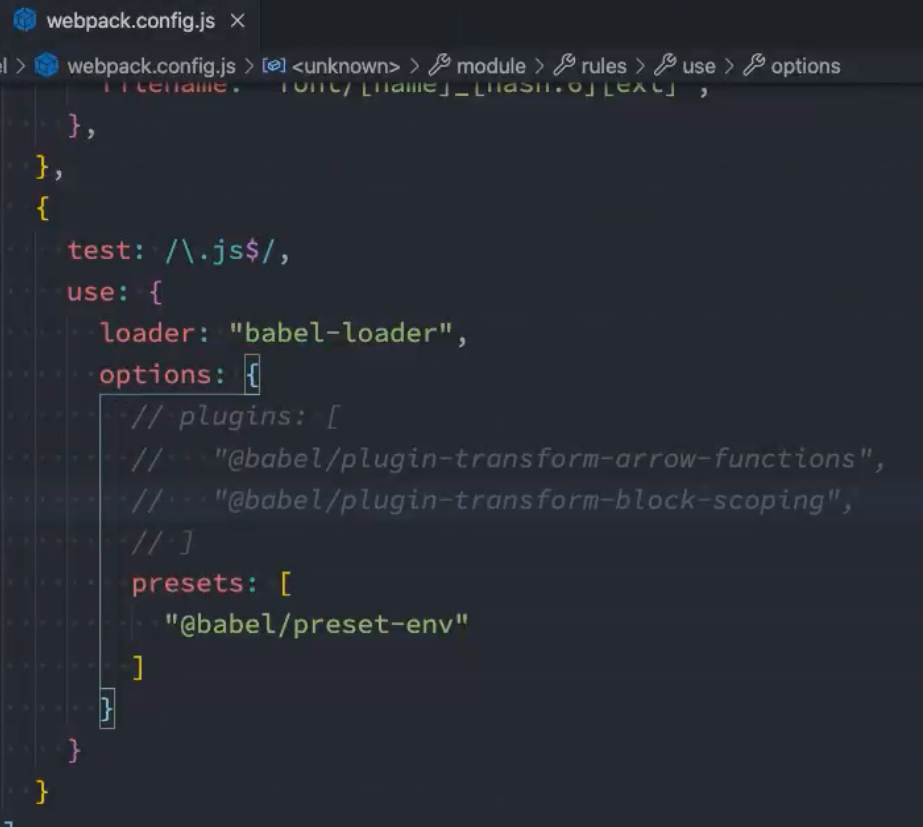 webpack.config.js ×
el > webpack.config.js > <unknown> > module > rules > use > options
filename: "font/[name]_[hash:6][ext]",
},
},
{
test: /\.js$/,
use: {
loader: "babel-loader",
options: {
// plugins: [
//   "@babel/plugin-transform-arrow-functions",
//   "@babel/plugin-transform-block-scoping",
// ]
presets: [
"@babel/preset-env"
]
}
}
}
]